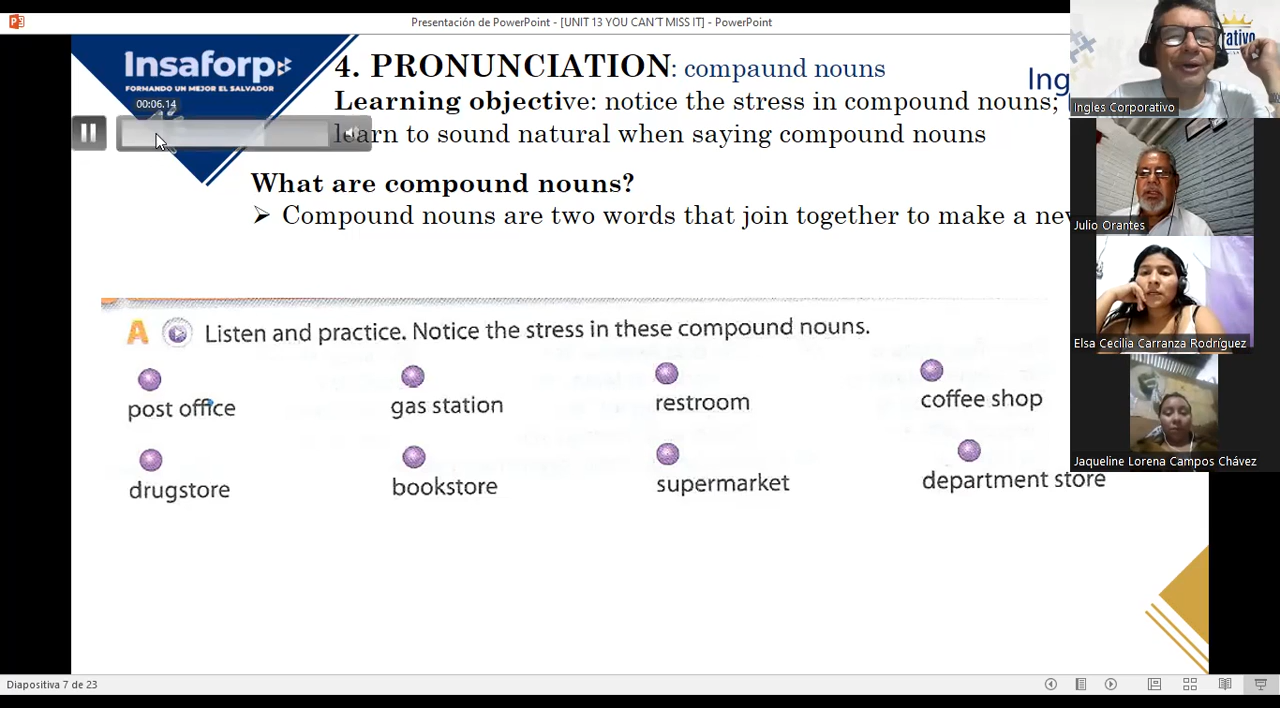 Presentación de PowerPoint - [UNIT 13 YOU CAN´T MISS IT] - PowerPoint
Insaforp
FORMANDO UN MEJOR EL SALVADOR
00:06.14
4. PRONUNCIATION: compaund nouns
Learning objective: notice the stress in compound nouns;
learn to sound natural when saying compound nouns
What are compound nouns?
➢ Compound nouns are two words that join together to make a
A Listen and practice. Notice the stress in these compound nouns.
post office gas station restroom coffee shop
drugstore bookstore supermarket department store
Ingles Corporativo
Julio Orantes
Elsa Cecilia Carranza Rodríguez
Jaqueline Lorena Campos Chávez
Diapositiva 7 de 23